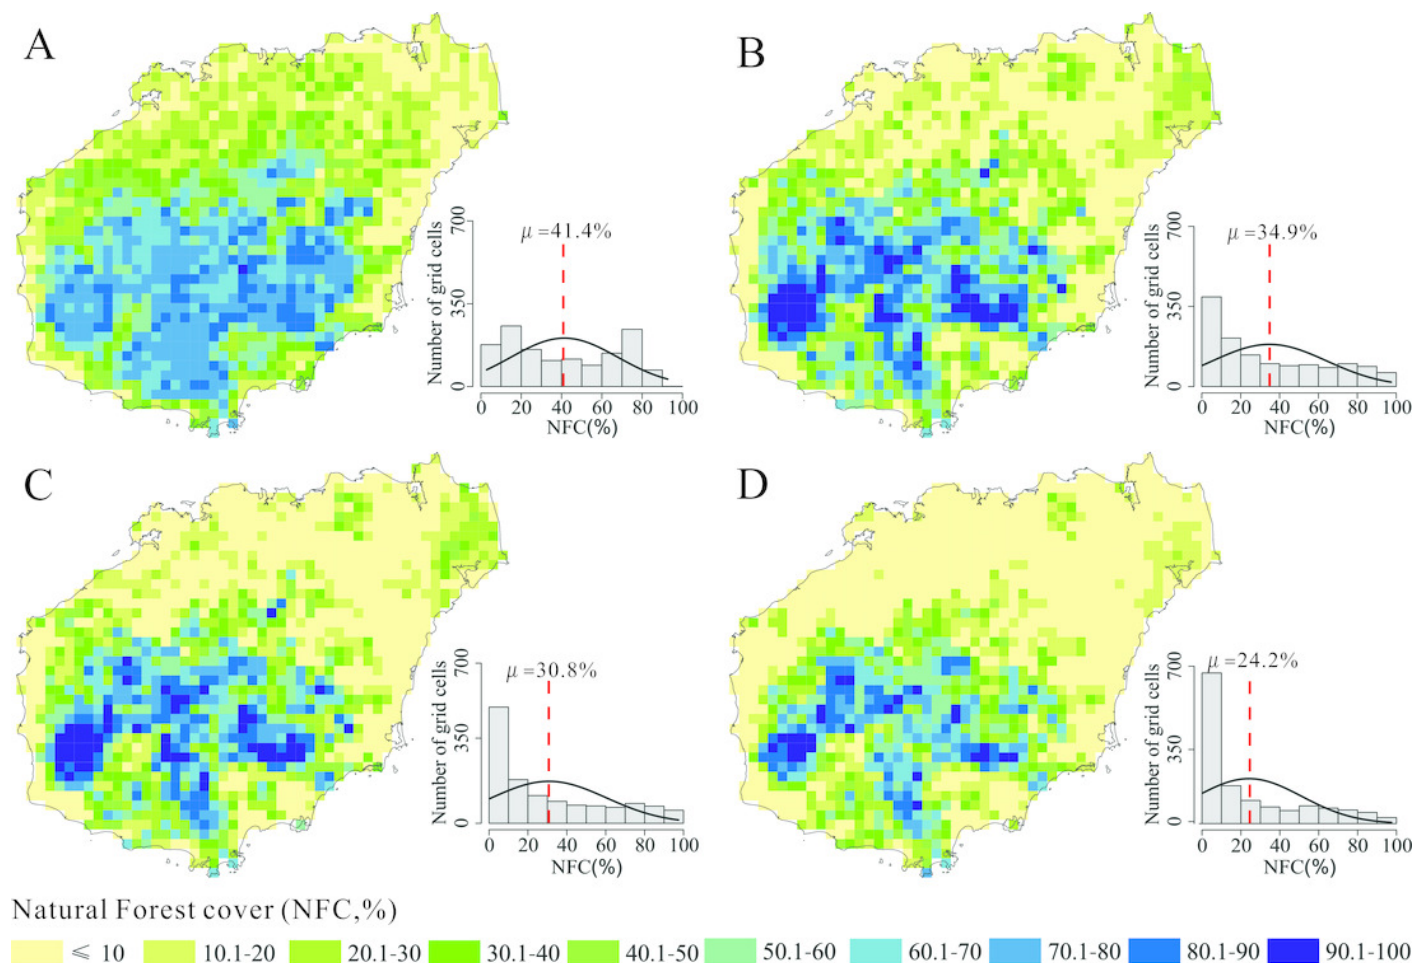 A
B
μ =41.4%
Number of grid cells
0 350 700
0 20 40 60 80 100
NFC(%)
μ =34.9%
Number of grid cells
0 350 700
0 20 40 60 80 100
NFC(%)
C
D
μ =30.8%
Number of grid cells
0 350 700
0 20 40 60 80 100
NFC(%)
μ =24.2%
Number of grid cells
0 350 700
0 20 40 60 80 100
NFC(%)
Natural Forest cover (NFC,%)
≤ 10 10.1-20 20.1-30 30.1-40 40.1-50 50.1-60 60.1-70 70.1-80 80.1-90 90.1-100